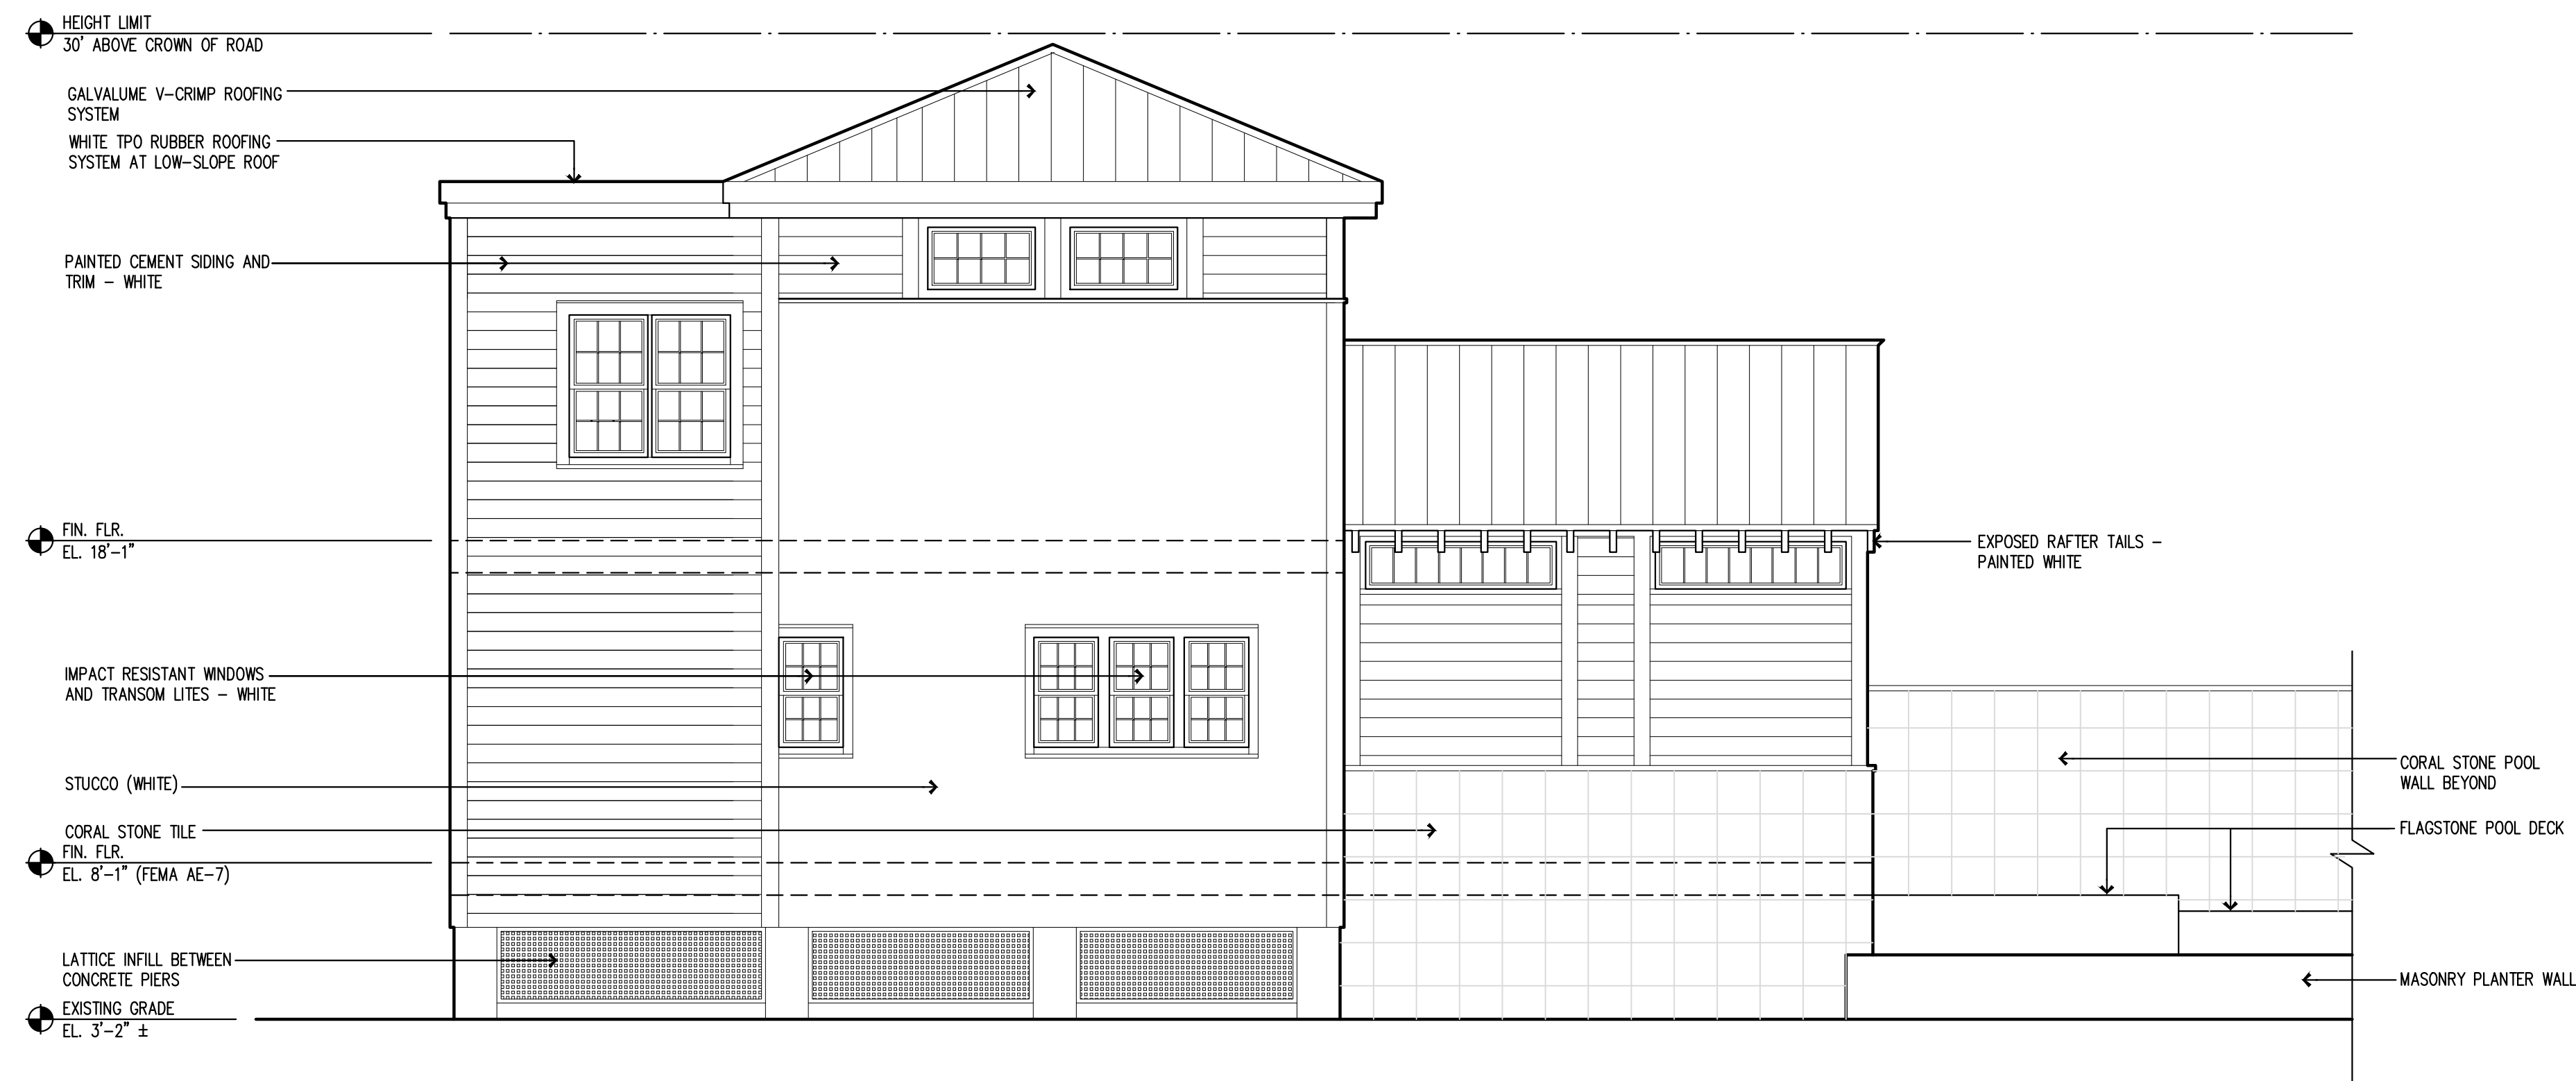 HEIGHT LIMIT
30' ABOVE CROWN OF ROAD
GALVALUME V-CRIMP ROOFING
SYSTEM
WHITE TPO RUBBER ROOFING
SYSTEM AT LOW-SLOPE ROOF
PAINTED CEMENT SIDING AND
TRIM - WHITE
FIN. FLR.
EL. 18'-1"
EXPOSED RAFTER TAILS -
PAINTED WHITE
IMPACT RESISTANT WINDOWS
AND TRANSOM LITES - WHITE
STUCCO (WHITE)
CORAL STONE POOL
WALL BEYOND
CORAL STONE TILE
FLAGSTONE POOL DECK
FIN. FLR.
EL. 8'-1" (FEMA AE-7)
LATTICE INFILL BETWEEN
CONCRETE PIERS
MASONRY PLANTER WALL
EXISTING GRADE
EL. 3'-2" ±